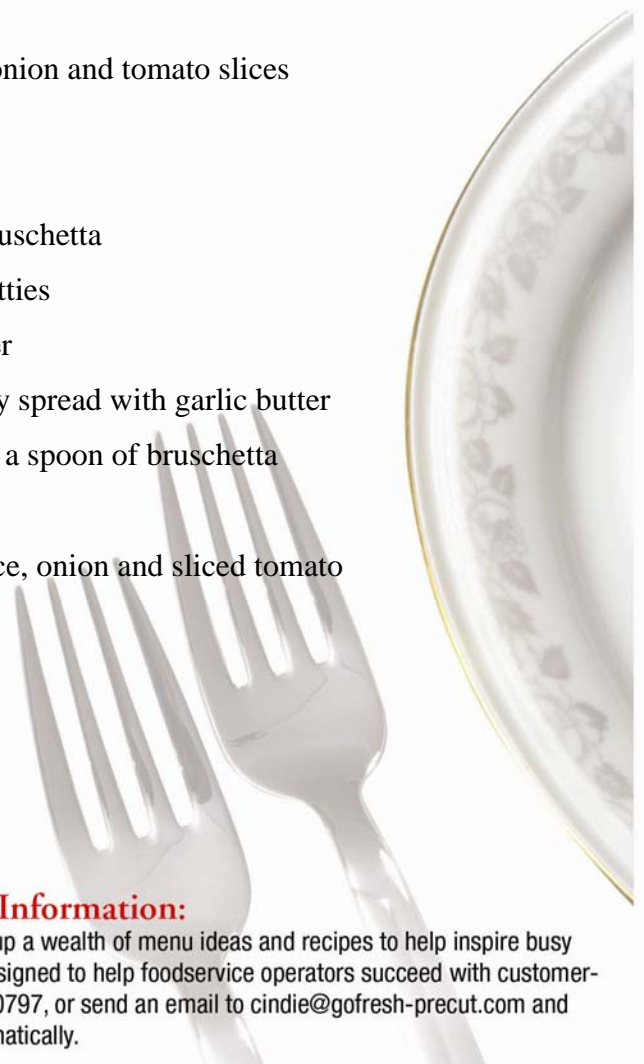 onion and tomato slices
uschetta
tties
er
y spread with garlic butter
a spoon of bruschetta
ce, onion and sliced tomato
Information:
up a wealth of menu ideas and recipes to help inspire busy
signed to help foodservice operators succeed with customer-
0797, or send an email to cindie@gofresh-precut.com and
natically.